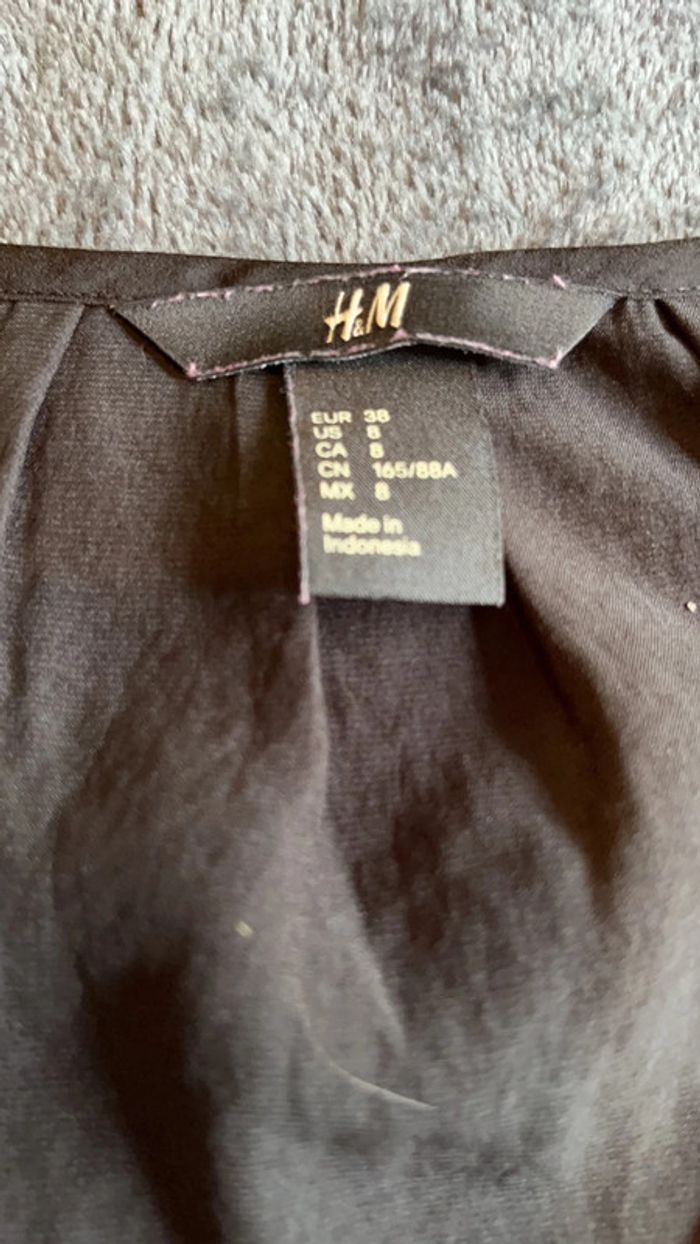 H&M
EUR 38
US 8
CA 8
CN 165/88A
MX 8
Made in
Indonesia